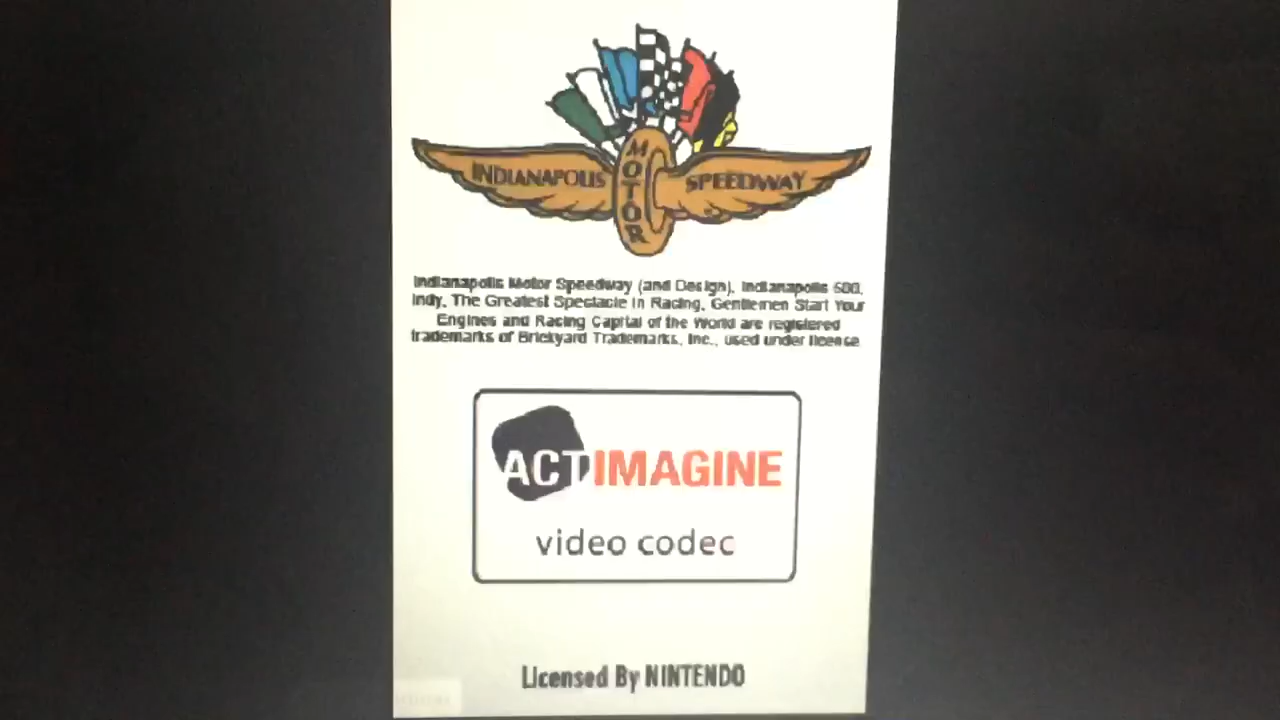 INDIANAPOLIS MOTOR SPEEDWAY
Indianapolis Motor Speedway (and Design), Indianapolis 500,
Indy, The Greatest Spectacle in Racing, Gentlemen Start Your
Engines and Racing Capital of the World are registered
trademarks of Brickyard Trademarks, Inc., used under license
ACTIMAGINE
video codec
Licensed By NINTENDO